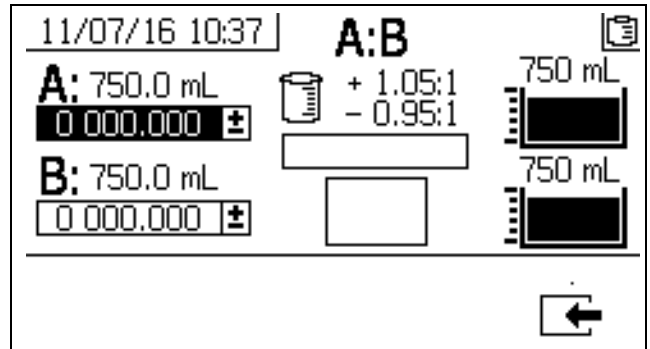 11/07/16 10:37
A:B
A: 750.0 mL
0 000.000 ±
+ 1.05:1
- 0.95:1
750 mL
B: 750.0 mL
0 000.000 ±
750 mL